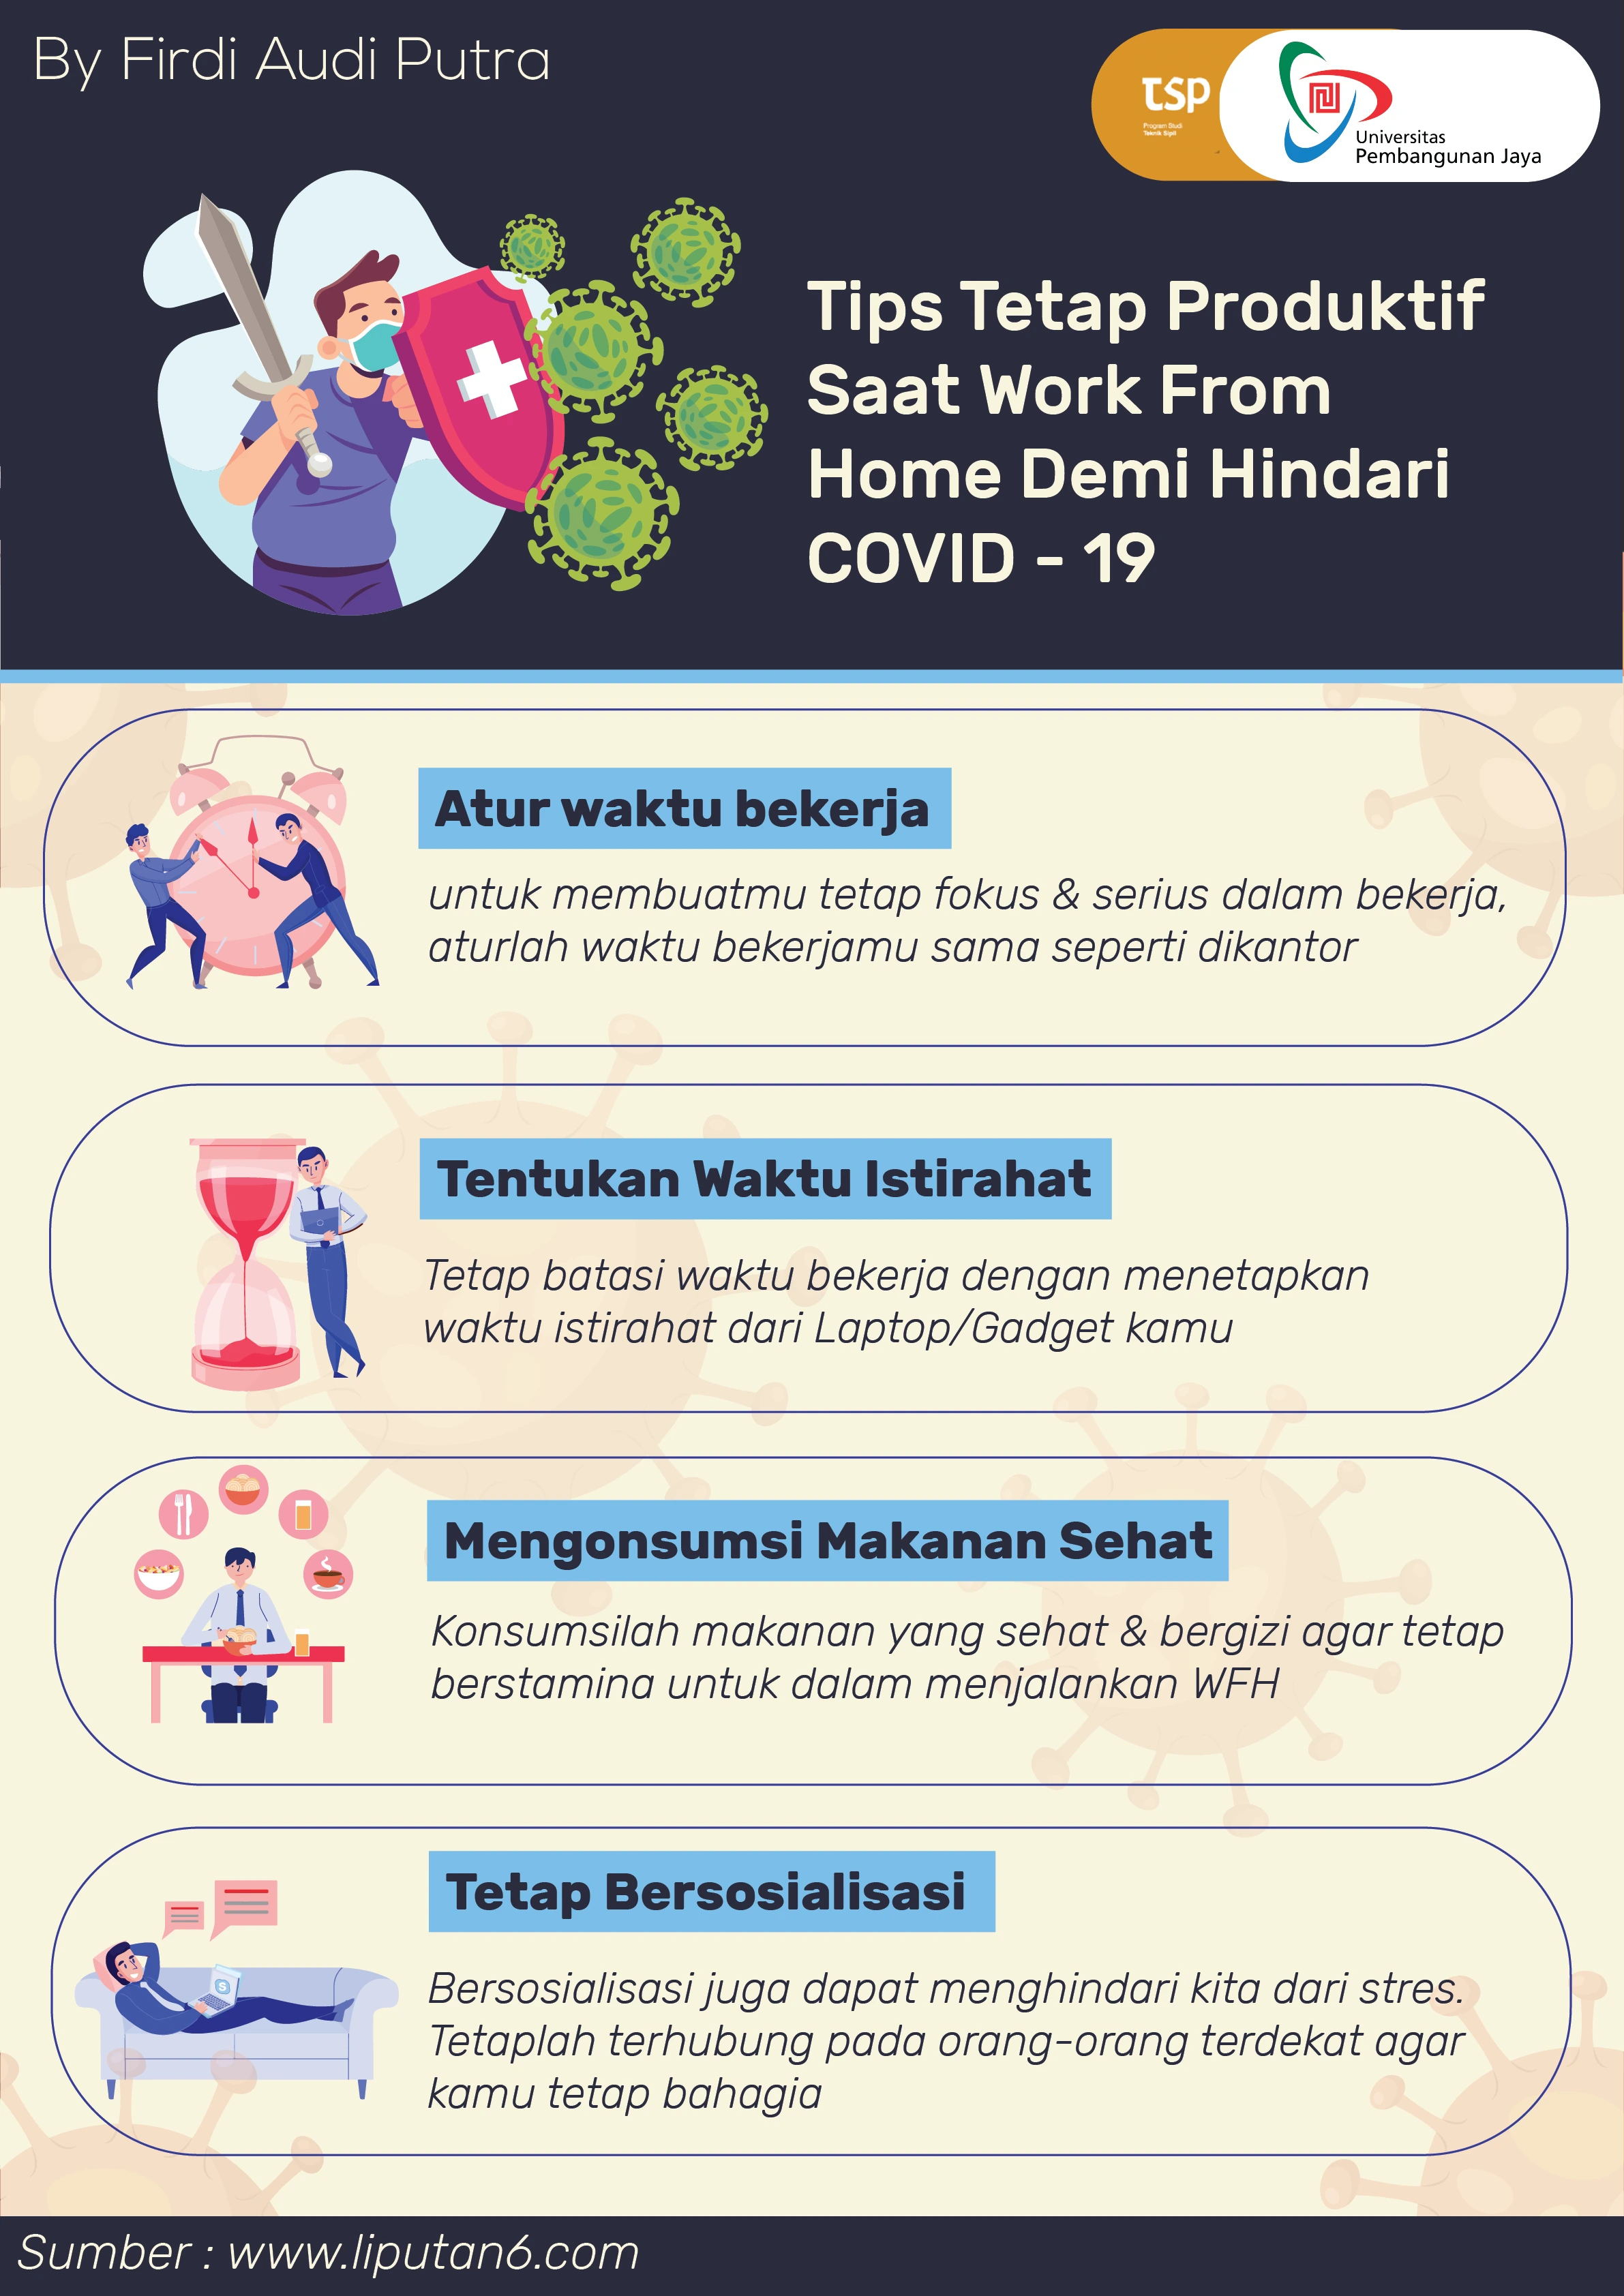 By Firdi Audi Putra
tsp
Program Studi
Teknik Sipil
Universitas
Pembangunan Jaya
Tips Tetap Produktif
Saat Work From
Home Demi Hindari
COVID - 19
Atur waktu bekerja
untuk membuatmu tetap fokus & serius dalam bekerja,
aturlah waktu bekerjamu sama seperti dikantor
Tentukan Waktu Istirahat
Tetap batasi waktu bekerja dengan menetapkan
waktu istirahat dari Laptop/Gadget kamu
Mengonsumsi Makanan Sehat
Konsumsilah makanan yang sehat & bergizi agar tetap
berstamina untuk dalam menjalankan WFH
Tetap Bersosialisasi
Bersosialisasi juga dapat menghindari kita dari stres.
Tetaplah terhubung pada orang-orang terdekat agar
kamu tetap bahagia
Sumber : www.liputan6.com